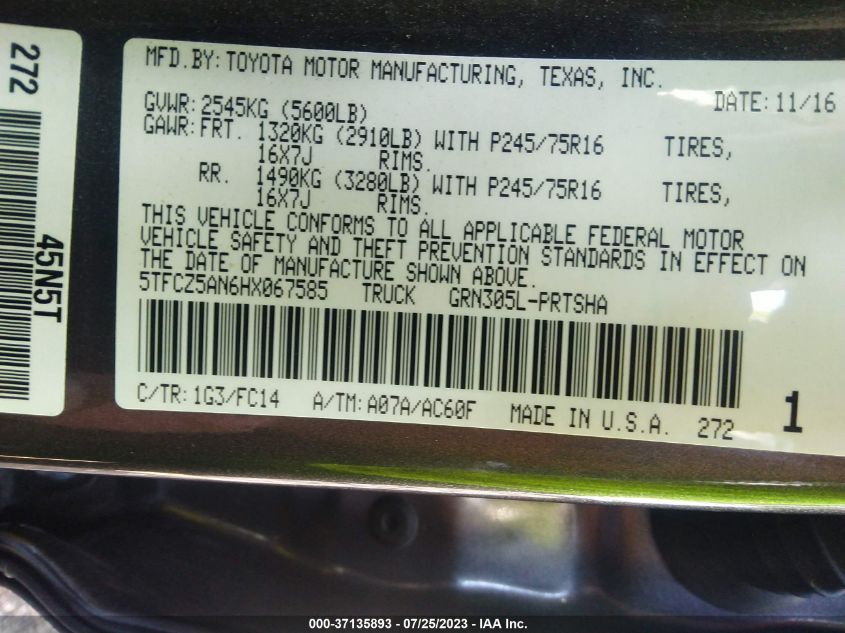 272
45N5T
MFD.BY: TOYOTA MOTOR MANUFACTURING, TEXAS, INC.
DATE: 11/16
GVWR: 2545KG (5600LB)
GAWR: FRT. 1320KG (2910LB) WITH P245/75R16 TIRES,
16X7J RIMS.
RR. 1490KG (3280LB) WITH P245/75R16 TIRES,
16X7J RIMS.
THIS VEHICLE CONFORMS TO ALL APPLICABLE FEDERAL MOTOR
VEHICLE SAFETY AND THEFT PREVENTION STANDARDS IN EFFECT ON
THE DATE OF MANUFACTURE SHOWN ABOVE.
5TFCZ5AN6HX067585 TRUCK GRN305L-PRTSHA
C/TR: 1G3/FC14 A/TM: A07A/AC60F MADE IN U.S.A. 272
1
000-37135893 / 07/25/2023 / IAA Inc.